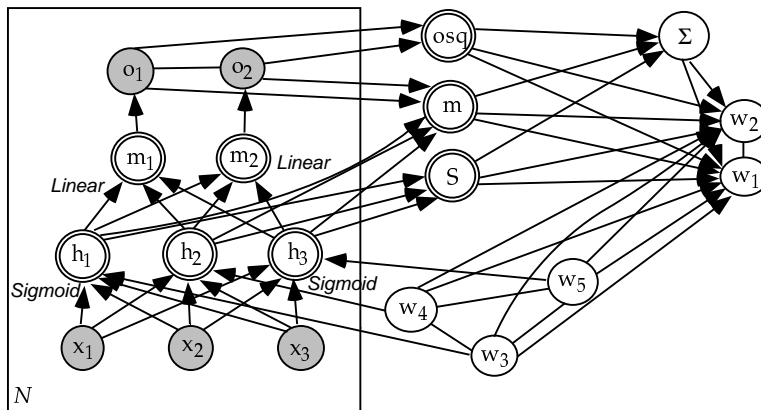 osq
Σ
o1
o2
m
w2
m1
m2
Linear
Linear
S
w1
h1
h2
h3
Sigmoid
Sigmoid
w5
w4
x1
x2
x3
w3
N